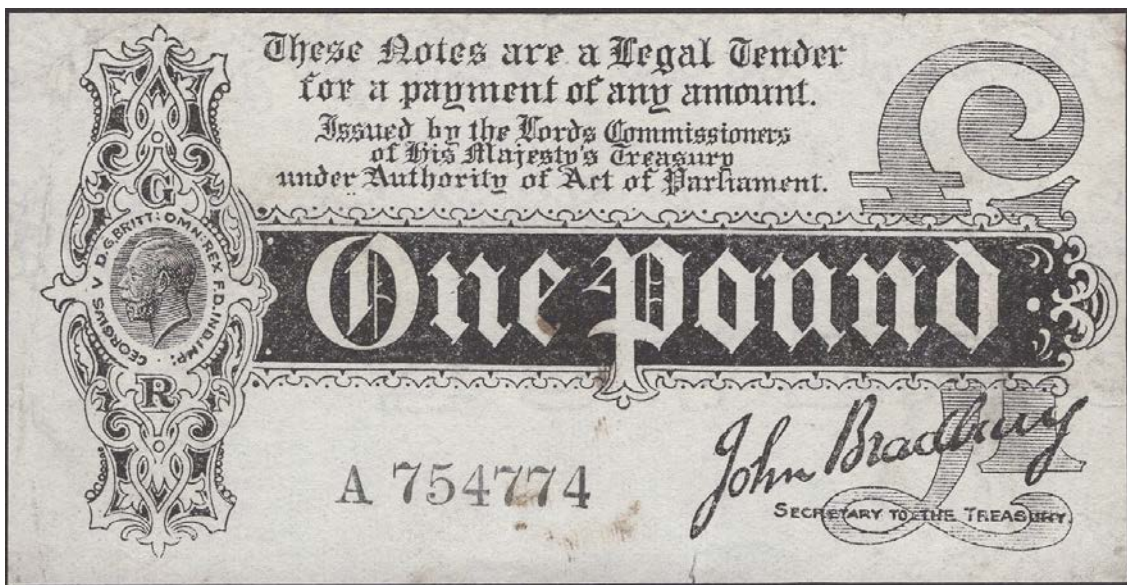 These Notes are a Legal Tender
for a payment of any amount.
Issued by the Lords Commissioners
of His Majesty's Treasury
under Authority of Act of Parliament.
£
G
GEORGIVS V D.G.BRITT: OMN: REX F.D.IND:IMP:
R
One Pound
£1
John Bradbury
A 754774
SECRETARY TO THE TREASURY.